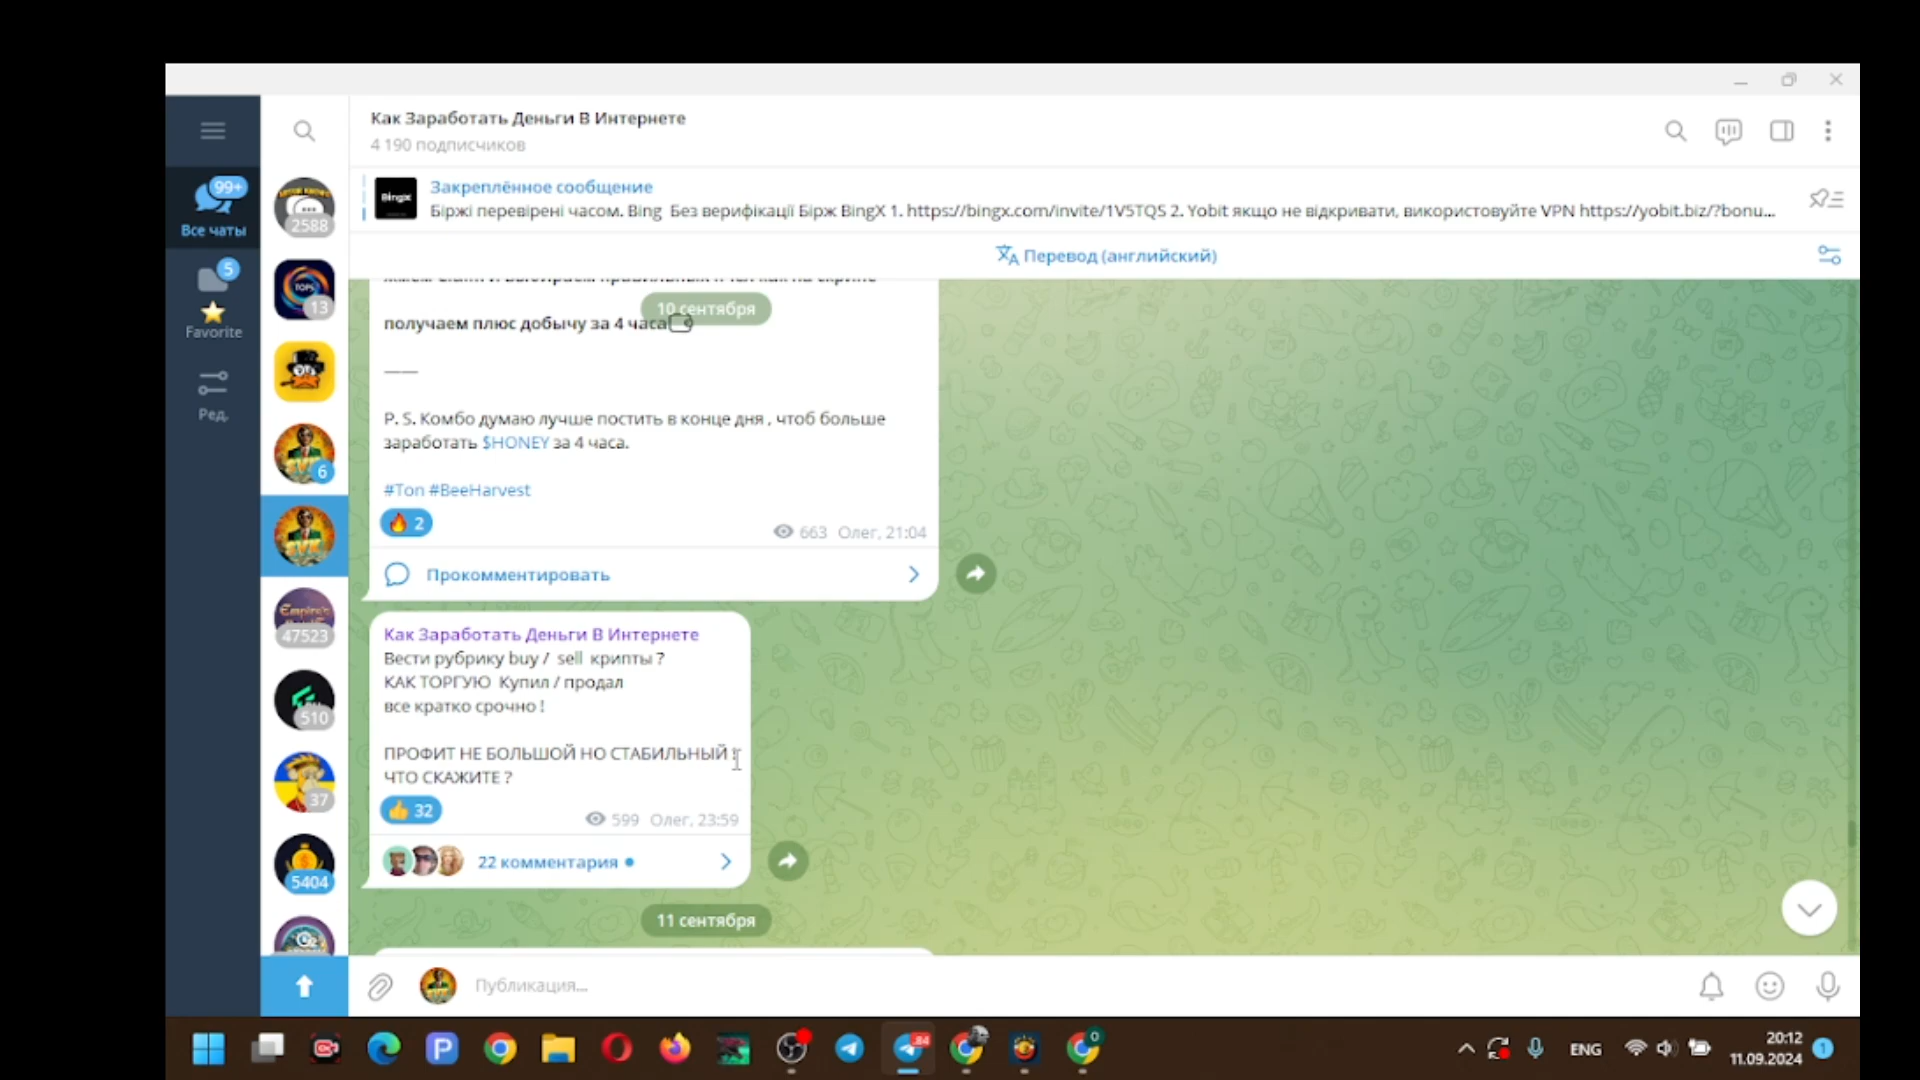 Как Заработать Деньги В Интернете
4 190 подписчиков
99+
Все чаты
5
Favorite
Ред.
2588
TOPS
13
6
Empire's
47523
510
37
5404
BingX
Закреплённое сообщение
Біржі перевірені часом. Bing Без верифікації Бірж BingX 1. https://bingx.com/invite/1V5TQS 2. Yobit якщо не відкривати, використовуйте VPN https://yobit.biz/?bonu...
Перевод (английский)
10 сентября
получаем плюс добычу за 4 часа
P. S. Комбо думаю лучше постить в конце дня , чтоб больше
заработать $HONEY за 4 часа.
#Ton #BeeHarvest
2
663 Олег, 21:04
Прокомментировать
Как Заработать Деньги В Интернете
Вести рубрику buy / sell крипты ?
КАК ТОРГУЮ Купил / продал
все кратко срочно !
ПРОФИТ НЕ БОЛЬШОЙ НО СТАБИЛЬНЫЙ !
ЧТО СКАЖИТЕ ?
32
599 Олег, 23:59
22 комментария
11 сентября
Публикация...
ENG
20:12
11.09.2024
1